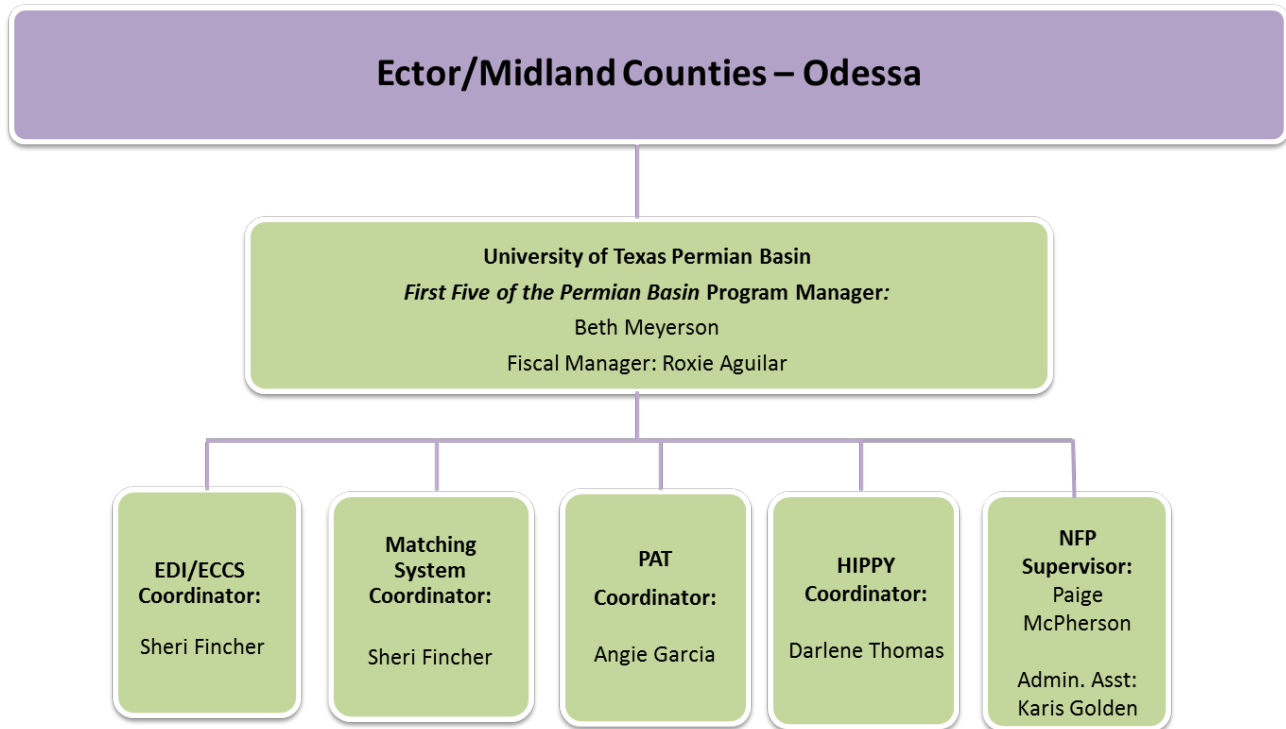 Ector/Midland Counties – Odessa
University of Texas Permian Basin
First Five of the Permian Basin Program Manager:
Beth Meyerson
Fiscal Manager: Roxie Aguilar
EDI/ECCS
Coordinator:
Sheri Fincher
Matching
System
Coordinator:
Sheri Fincher
PAT
Coordinator:
Angie Garcia
HIPPY
Coordinator:
Darlene Thomas
NFP
Supervisor:
Paige
McPherson
Admin. Asst:
Karis Golden